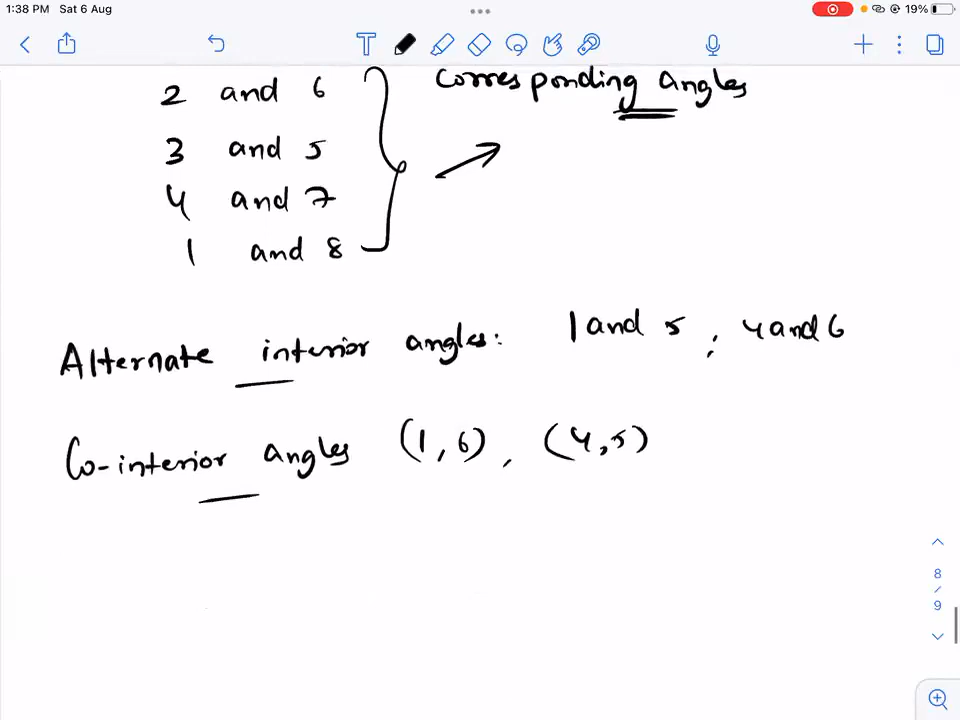 1:38 PM Sat 6 Aug
19%
T
2 and 6
corresponding angles
3 and 5
4 and 7
1 and 8
Alternate interior angles: 1 and 5 ; 4 and 6
Co-interior angles (1,6), (4,5)
8
/
9